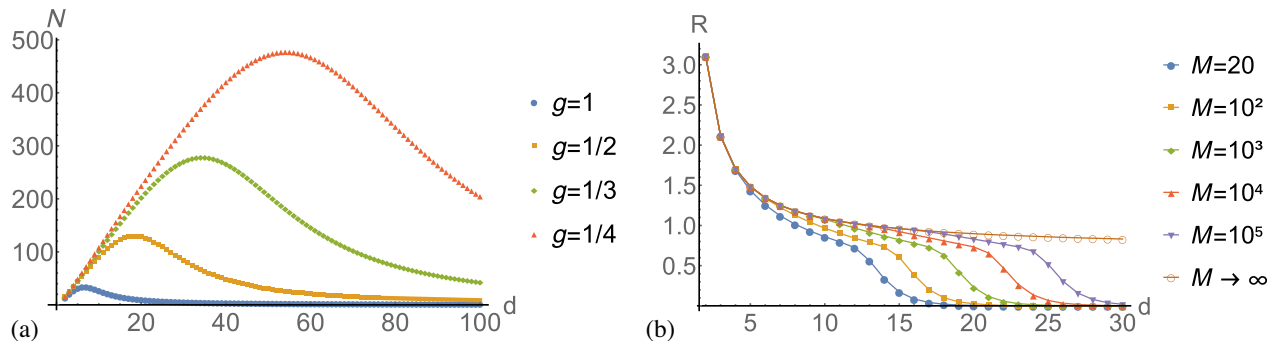 N
500
400
300
200
100
20
40
60
80
100
d
g=1
g=1/2
g=1/3
g=1/4
(a)
R
3.0
2.5
2.0
1.5
1.0
0.5
5
10
15
20
25
30
d
M=20
M=10²
M=10³
M=10⁴
M=10⁵
M → ∞
(b)